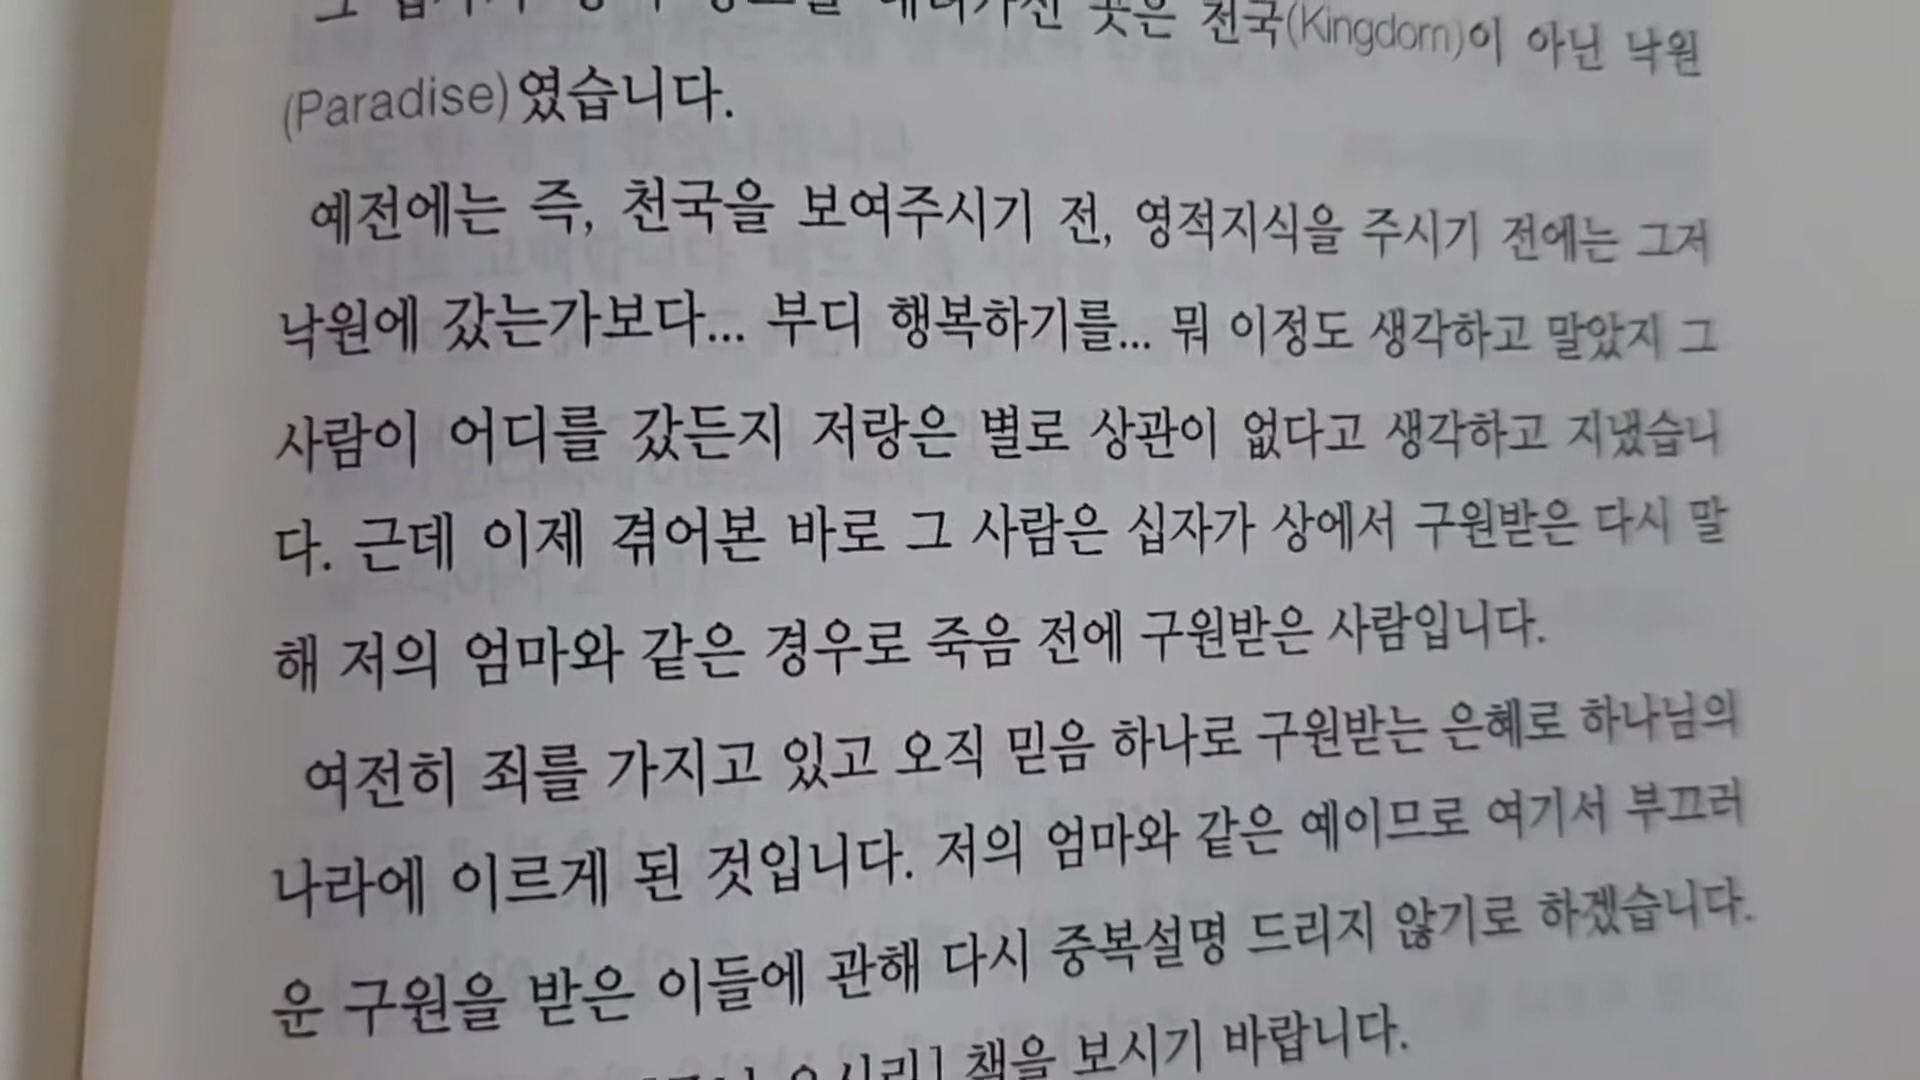 곳은 천국(Kingdom)이 아닌 낙원
(Paradise)였습니다.
예전에는 즉, 천국을 보여주시기 전, 영적지식을 주시기 전에는 그저
낙원에 갔는가보다... 부디 행복하기를... 뭐 이정도 생각하고 말았지 그
사람이 어디를 갔든지 저랑은 별로 상관이 없다고 생각하고 지냈습니
다. 근데 이제 겪어본 바로 그 사람은 십자가 상에서 구원받은 다시 말
해 저의 엄마와 같은 경우로 죽음 전에 구원받은 사람입니다.
여전히 죄를 가지고 있고 오직 믿음 하나로 구원받는 은혜로 하나님의
나라에 이르게 된 것입니다. 저의 엄마와 같은 예이므로 여기서 부끄러
운 구원을 받은 이들에 관해 다시 중복설명 드리지 않기로 하겠습니다.
책을 보시기 바랍니다.